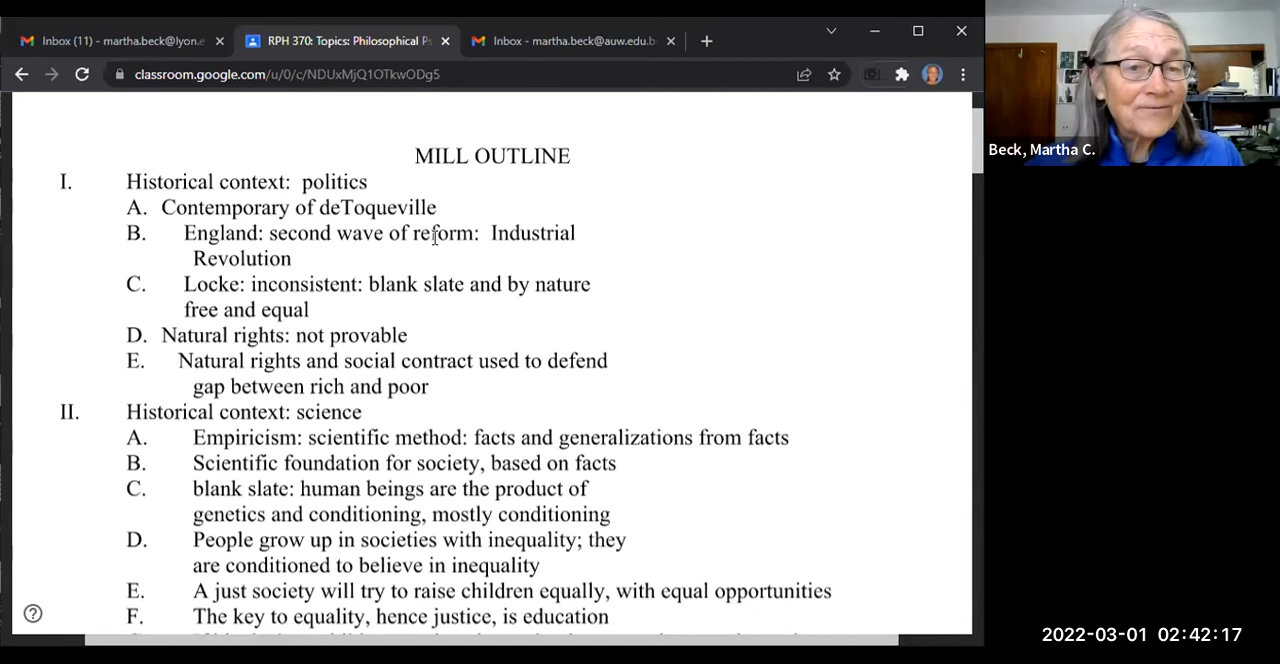 Inbox (11) - martha.beck@lyon.e
RPH 370: Topics: Philosophical Ps
Inbox - martha.beck@auw.edu.b
classroom.google.com/u/0/c/NDUxMjQ1OTkwODg5
Beck, Martha C.
MILL OUTLINE
I. Historical context: politics
A. Contemporary of deToqueville
B. England: second wave of reform: Industrial
Revolution
C. Locke: inconsistent: blank slate and by nature
free and equal
D. Natural rights: not provable
E. Natural rights and social contract used to defend
gap between rich and poor
II. Historical context: science
A. Empiricism: scientific method: facts and generalizations from facts
B. Scientific foundation for society, based on facts
C. blank slate: human beings are the product of
genetics and conditioning, mostly conditioning
D. People grow up in societies with inequality; they
are conditioned to believe in inequality
E. A just society will try to raise children equally, with equal opportunities
F. The key to equality, hence justice, is education
2022-03-01 02:42:17